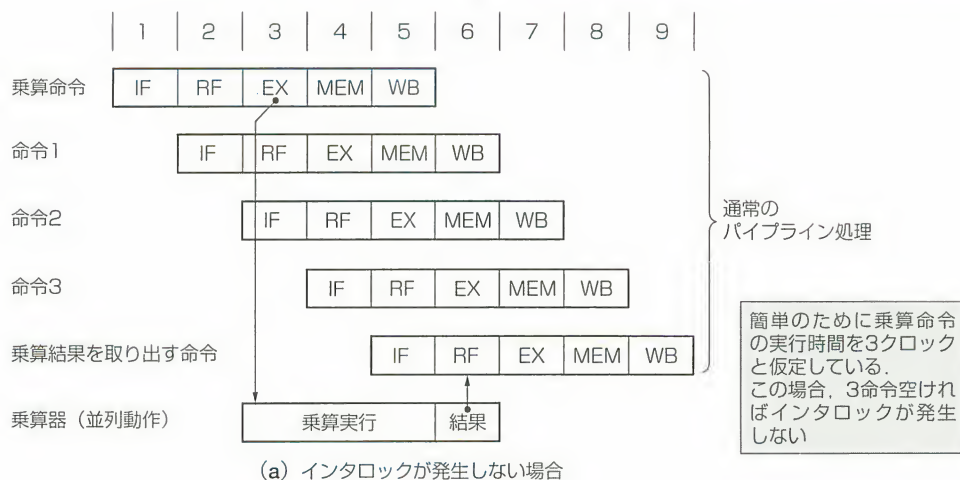 1 2 3 4 5 6 7 8 9
乗算命令 IF RF EX MEM WB
命令1 IF RF EX MEM WB
命令2 IF RF EX MEM WB
通常の
パイプライン処理
命令3 IF RF EX MEM WB
乗算結果を取り出す命令 IF RF EX MEM WB
乗算器（並列動作） 乗算実行 結果
簡単のために乗算命令
の実行時間を3クロック
と仮定している．
この場合，3命令空けれ
ばインタロックが発生
しない
(a) インタロックが発生しない場合